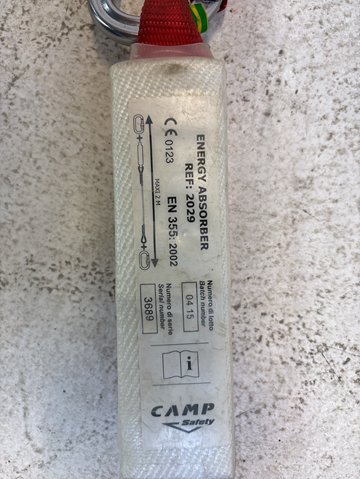 ENERGY ABSORBER
REF: 2029
EN 355: 2002
CE 0123
MAX 2 M
Numero di lotto
Batch number
04 15
Numero di serie
Serial number
3689
CAMP
Safety